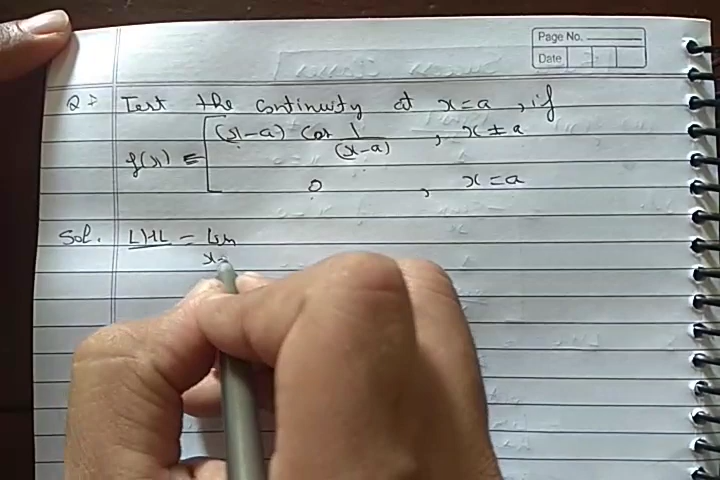 Page No.
Date
Q: Test the continuity at x=a, if
(x-a) cos 1/(x-a) , x ≠ a
f(x) =
0 , x = a
Sol. LHL = Lim
x→